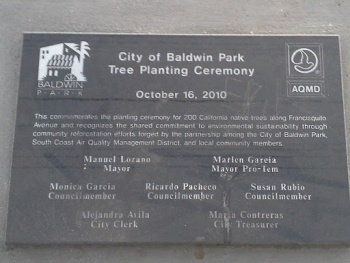 City of Baldwin Park
Tree Planting Ceremony
BALDWIN
P·A·R·K
AQMD
October 16, 2010
This commemorates the planting ceremony for 200 California native trees along Francisquito
Avenue and recognizes the shared commitment to environmental sustainability through
community reforestation efforts forged by the partnership among the City of Baldwin Park,
South Coast Air Quality Management District, and local community members.
Manuel Lozano
Mayor
Marlen Garcia
Mayor Pro-Tem
Monica Garcia
Councilmember
Ricardo Pacheco
Councilmember
Susan Rubio
Councilmember
Alejandra Avila
City Clerk
Maria Contreras
City Treasurer